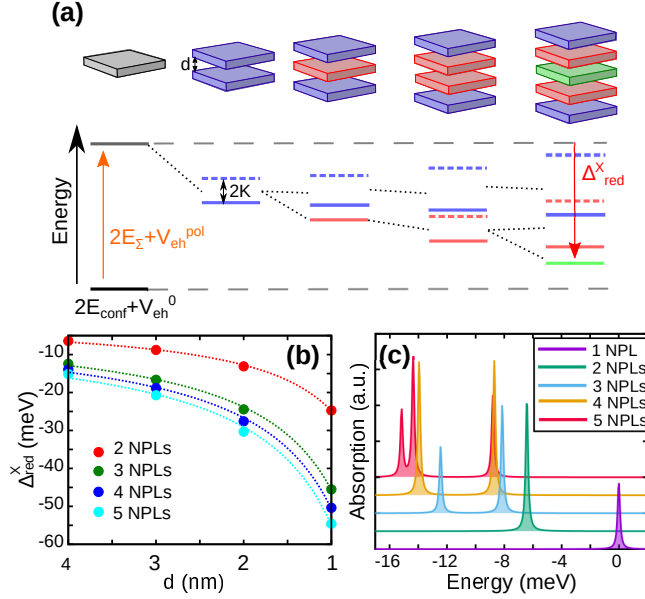 (a)
d
Energy
2K
Δ^X_red
2E_Σ+V_eh^pol
2E_conf+V_eh^0
(b)
-10
-20
-30
-40
-50
-60
Δ^X_red (meV)
2 NPLs
3 NPLs
4 NPLs
5 NPLs
4
3
2
1
d (nm)
(c)
1 NPL
2 NPLs
3 NPLs
4 NPLs
5 NPLs
Absorption (a.u.)
-16
-12
-8
-4
0
Energy (meV)